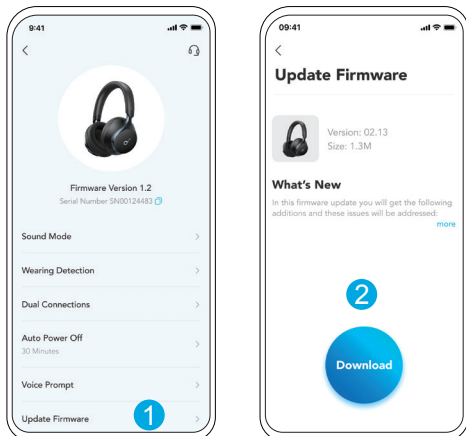 9:41
Firmware Version 1.2
Serial Number SN00124483
Sound Mode
Wearing Detection
Dual Connections
Auto Power Off
30 Minutes
Voice Prompt
Update Firmware
1
09:41
Update Firmware
Version: 02.13
Size: 1.3M
What's New
In this firmware update you will get the following
additions and these issues will be addressed:
more
2
Download